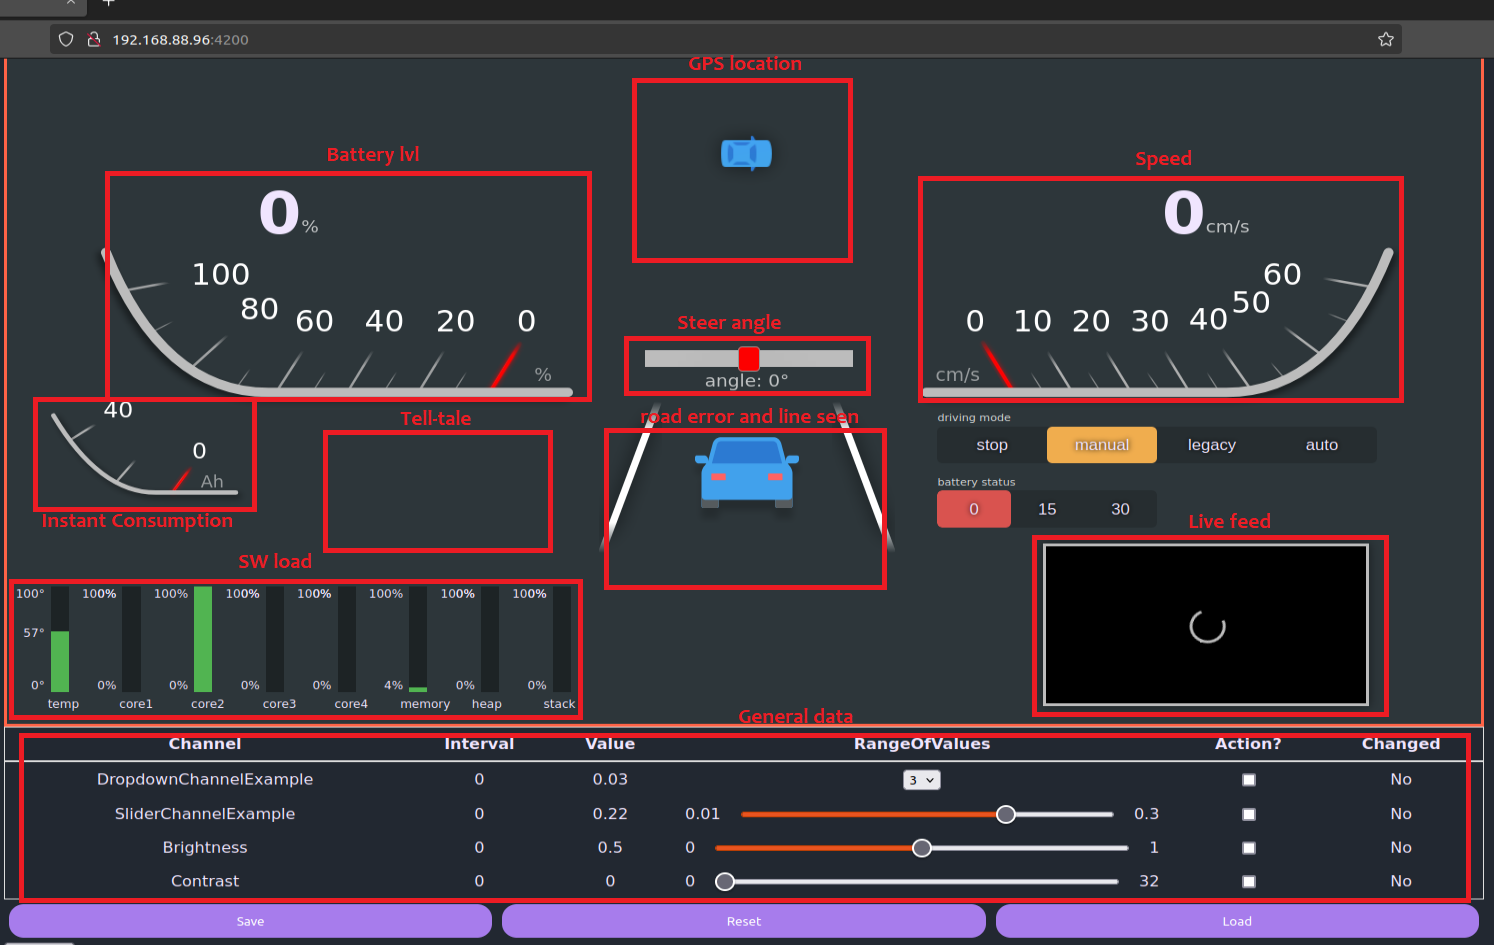 192.168.88.96:4200
GPS location
Battery lvl
Speed
0%
0cm/s
100 80 60 40 20 0
%
0 10 20 30 40 50 60
cm/s
Steer angle
angle: 0°
40 0
Ah
Instant Consumption
Tell-tale
road error and line seen
driving mode
stop manual legacy auto
battery status
0 15 30
Live feed
SW load
100° 100% 100% 100% 100% 100% 100% 100%
57°
0° 0% 0% 0% 0% 4% 0% 0%
temp core1 core2 core3 core4 memory heap stack
General data
Channel Interval Value RangeOfValues Action? Changed
DropdownChannelExample 0 0.03 3 No
SliderChannelExample 0 0.22 0.01 0.3 No
Brightness 0 0.5 0 1 No
Contrast 0 0 0 32 No
Save Reset Load